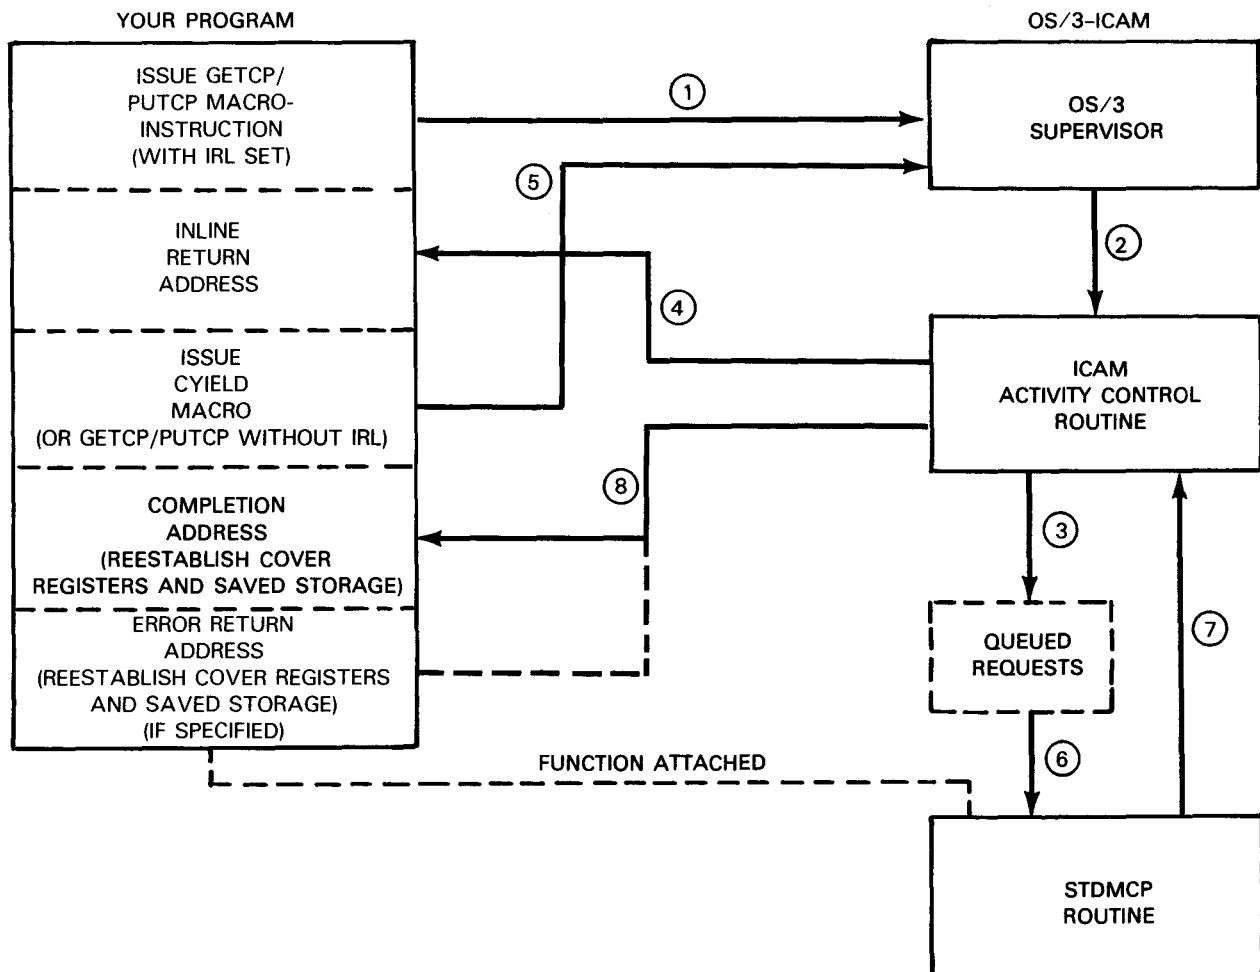 YOUR PROGRAM
OS/3-ICAM
ISSUE GETCP/
PUTCP MACRO-
INSTRUCTION
(WITH IRL SET)
1
OS/3
SUPERVISOR
5
2
INLINE
RETURN
ADDRESS
4
ISSUE
CYIELD
MACRO
(OR GETCP/PUTCP WITHOUT IRL)
ICAM
ACTIVITY CONTROL
ROUTINE
8
3
COMPLETION
ADDRESS
(REESTABLISH COVER
REGISTERS AND SAVED STORAGE)
7
QUEUED
REQUESTS
ERROR RETURN
ADDRESS
(REESTABLISH COVER REGISTERS
AND SAVED STORAGE)
(IF SPECIFIED)
6
FUNCTION ATTACHED
STDMCP
ROUTINE